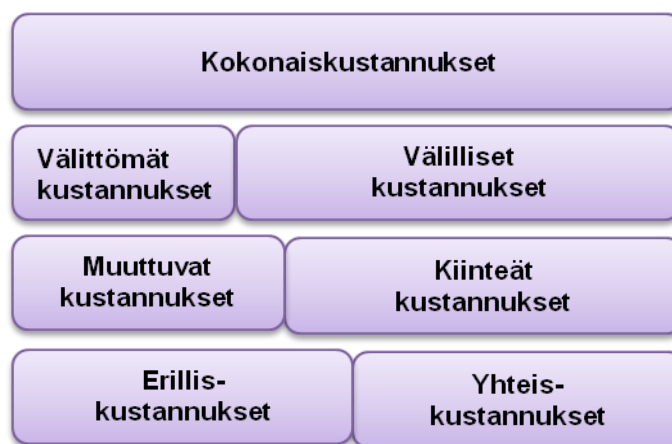 Kokonaiskustannukset
Välittömät
kustannukset
Välilliset
kustannukset
Muuttuvat
kustannukset
Kiinteät
kustannukset
Erillis-
kustannukset
Yhteis-
kustannukset